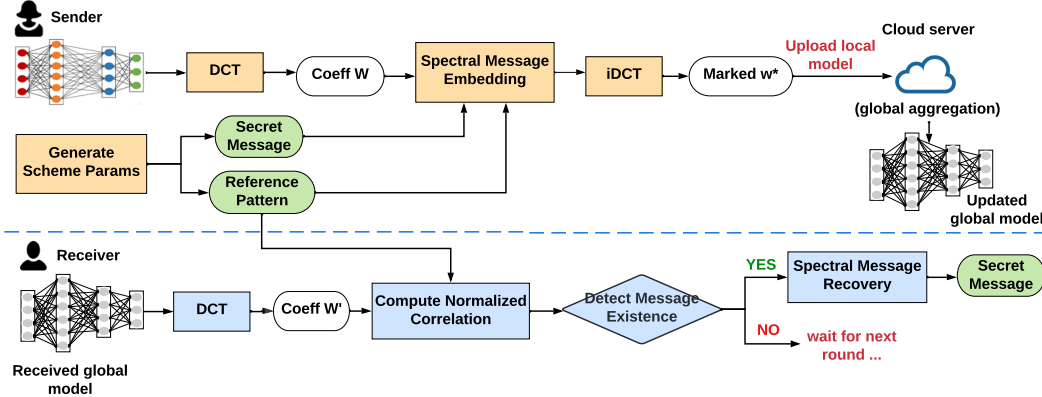 Sender
DCT
Coeff W
Spectral Message
Embedding
iDCT
Marked w*
Upload local
model
Cloud server
(global aggregation)
Generate
Scheme Params
Secret
Message
Reference
Pattern
Updated
global model
Receiver
Received global
model
DCT
Coeff W'
Compute Normalized
Correlation
Detect Message
Existence
YES
NO
Spectral Message
Recovery
Secret
Message
wait for next
round ...